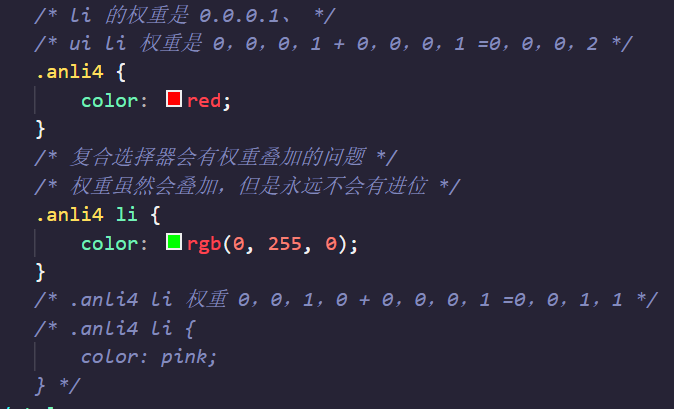 /* li 的权重是 0.0.0.1、 */
/* ui li 权重是 0，0，0，1 + 0，0，0，1 =0，0，0，2 */
.anli4 {
color: red;
}
/* 复合选择器会有权重叠加的问题 */
/* 权重虽然会叠加，但是永远不会有进位 */
.anli4 li {
color: rgb(0, 255, 0);
}
/* .anli4 li 权重 0，0，1，0 + 0，0，0，1 =0，0，1，1 */
/* .anli4 li {
color: pink;
} */